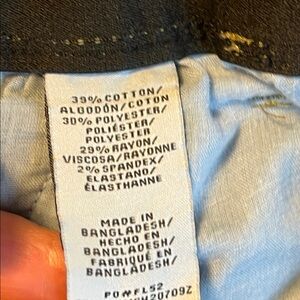 39% COTTON/
ALGODÓN/COTON
30% POLYESTER/
POLIÉSTER/
POLYESTER
29% RAYON/
VISCOSA/RAYONNE
2% SPANDEX/
ELASTANO/
ÉLASTHANNE
MADE IN
BANGLADESH/
HECHO EN
BANGLADESH/
FABRIQUÉ EN
BANGLADESH/